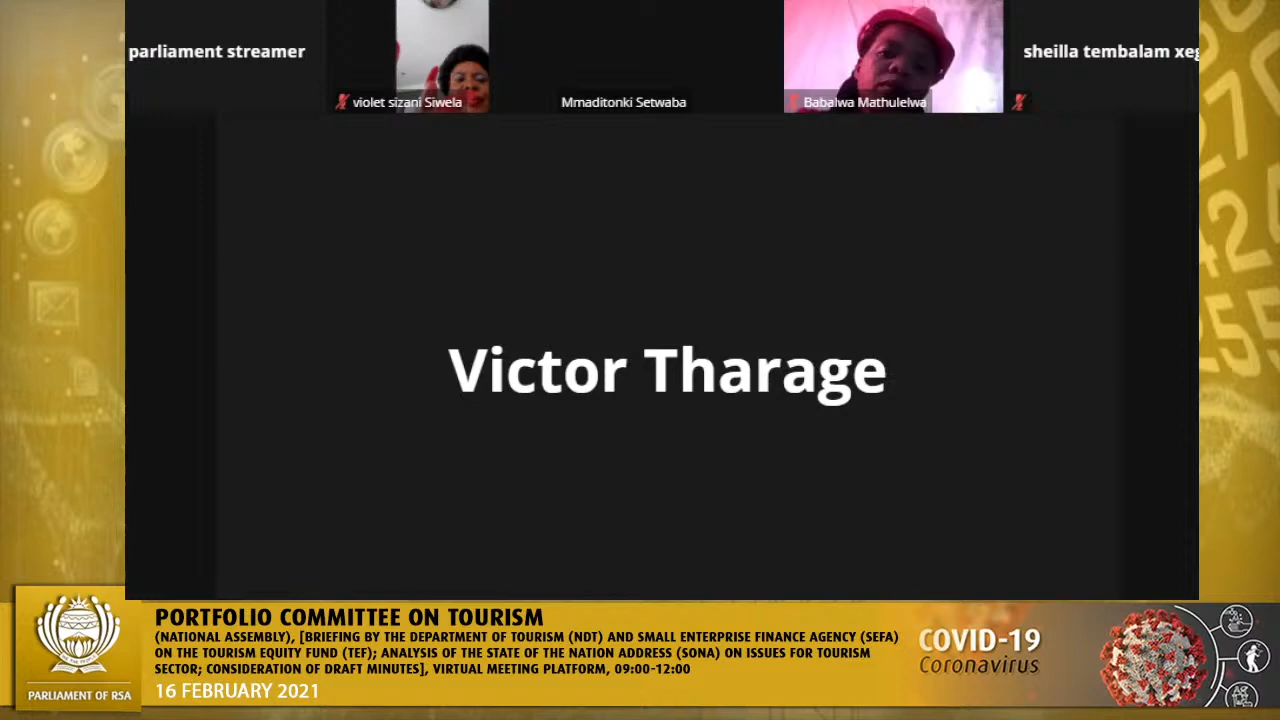 parliament streamer
violet sizani Siwela
Mmaditonki Setwaba
Babalwa Mathulelwa
sheilla tembalam xeg
Victor Tharage
PORTFOLIO COMMITTEE ON TOURISM
(NATIONAL ASSEMBLY), [BRIEFING BY THE DEPARTMENT OF TOURISM (NDT) AND SMALL ENTERPRISE FINANCE AGENCY (SEFA)
ON THE TOURISM EQUITY FUND (TEF); ANALYSIS OF THE STATE OF THE NATION ADDRESS (SONA) ON ISSUES FOR TOURISM
SECTOR; CONSIDERATION OF DRAFT MINUTES], VIRTUAL MEETING PLATFORM, 09:00-12:00
16 FEBRUARY 2021
PARLIAMENT OF RSA
COVID-19
Coronavirus